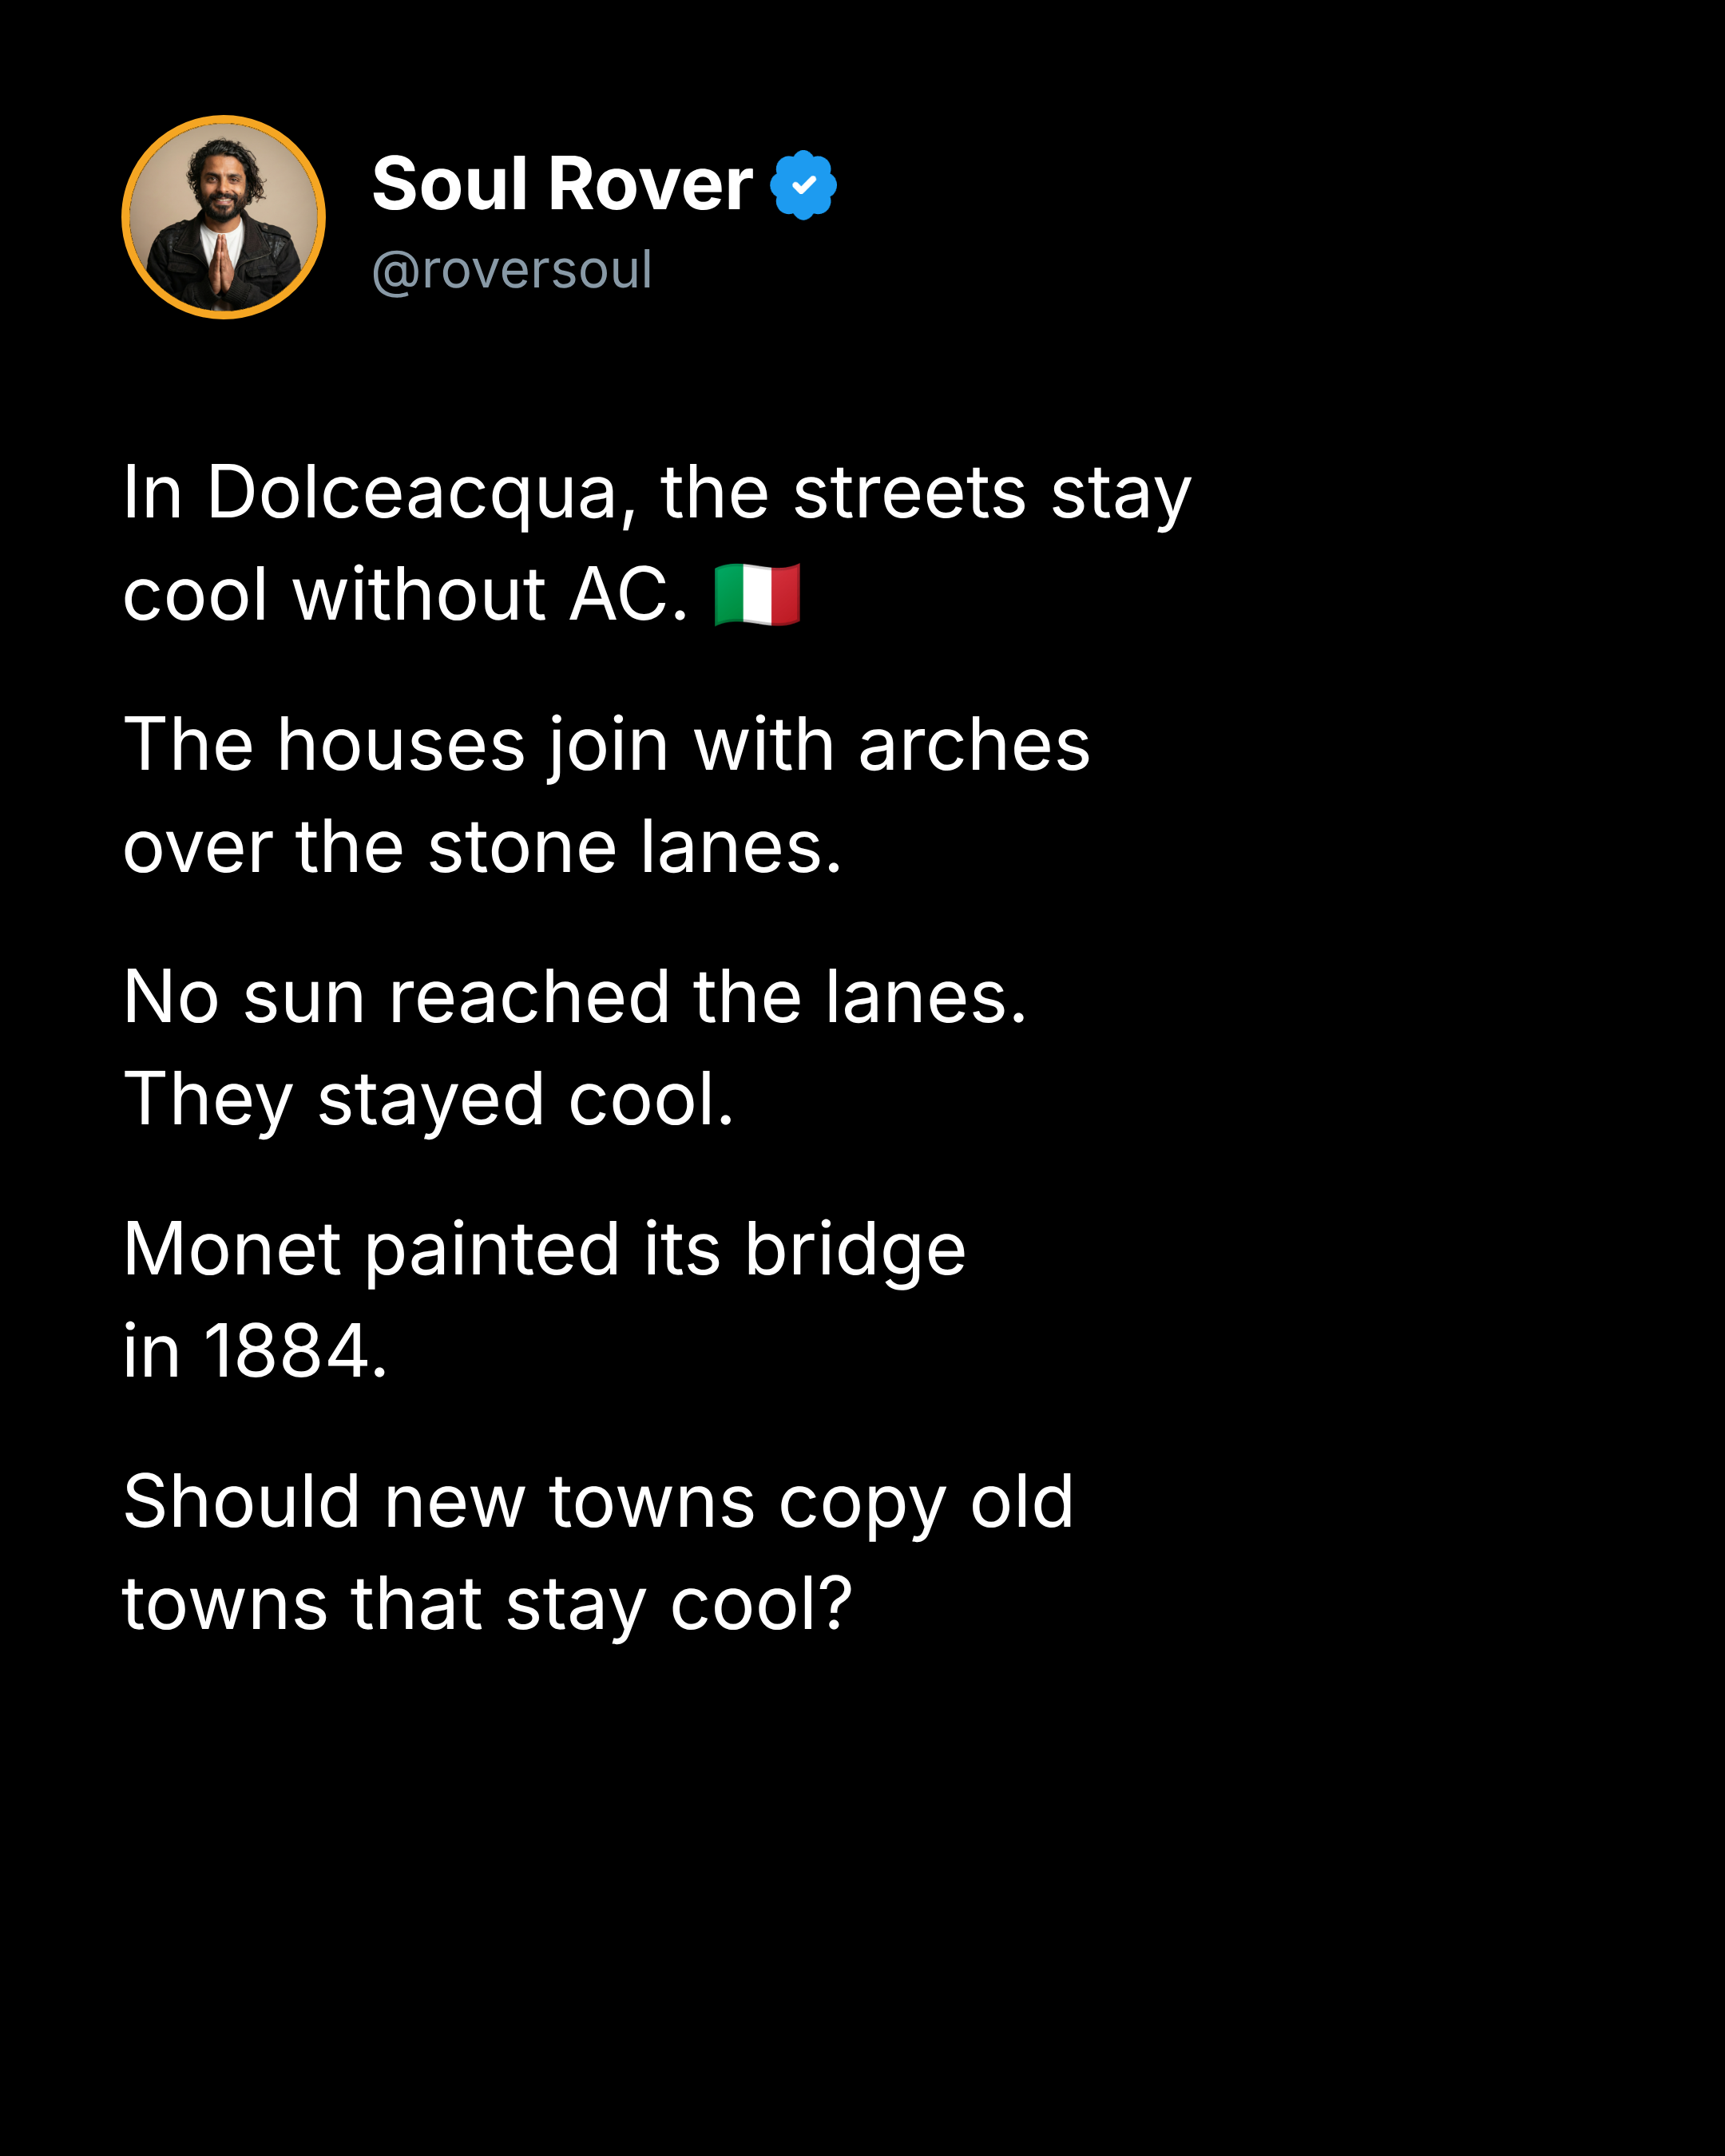 Soul Rover
@roversoul
In Dolceacqua, the streets stay
cool without AC. 🇮🇹
The houses join with arches
over the stone lanes.
No sun reached the lanes.
They stayed cool.
Monet painted its bridge
in 1884.
Should new towns copy old
towns that stay cool?